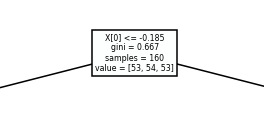 X[0] <= -0.185
gini = 0.667
samples = 160
value = [53, 54, 53]